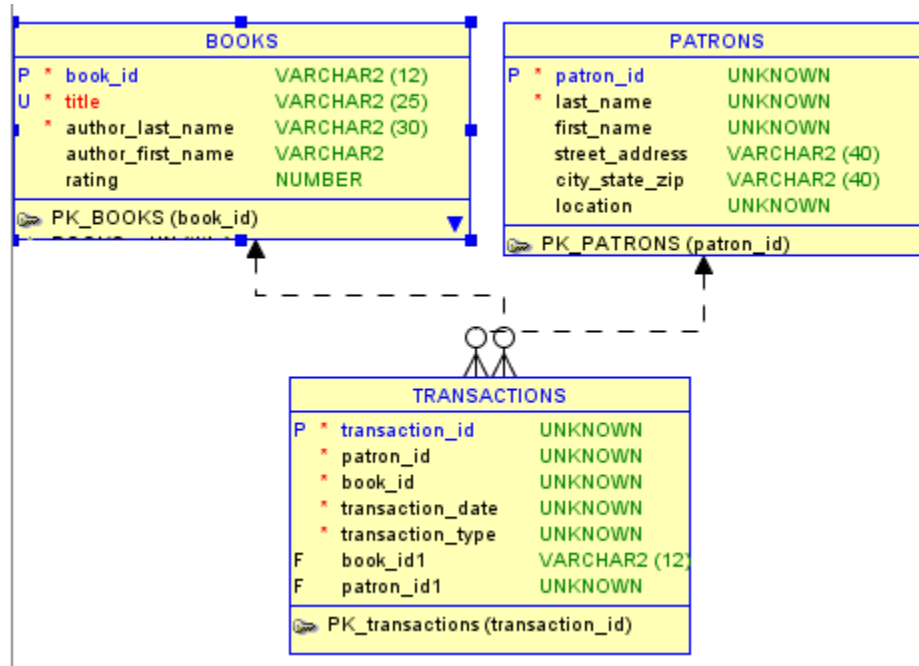 BOOKS
P * book_id VARCHAR2 (12)
U * title VARCHAR2 (25)
* author_last_name VARCHAR2 (30)
author_first_name VARCHAR2
rating NUMBER
PK_BOOKS (book_id)
PATRONS
P * patron_id UNKNOWN
* last_name UNKNOWN
first_name UNKNOWN
street_address VARCHAR2 (40)
city_state_zip VARCHAR2 (40)
location UNKNOWN
PK_PATRONS (patron_id)
TRANSACTIONS
P * transaction_id UNKNOWN
* patron_id UNKNOWN
* book_id UNKNOWN
* transaction_date UNKNOWN
* transaction_type UNKNOWN
F book_id1 VARCHAR2 (12)
F patron_id1 UNKNOWN
PK_transactions (transaction_id)